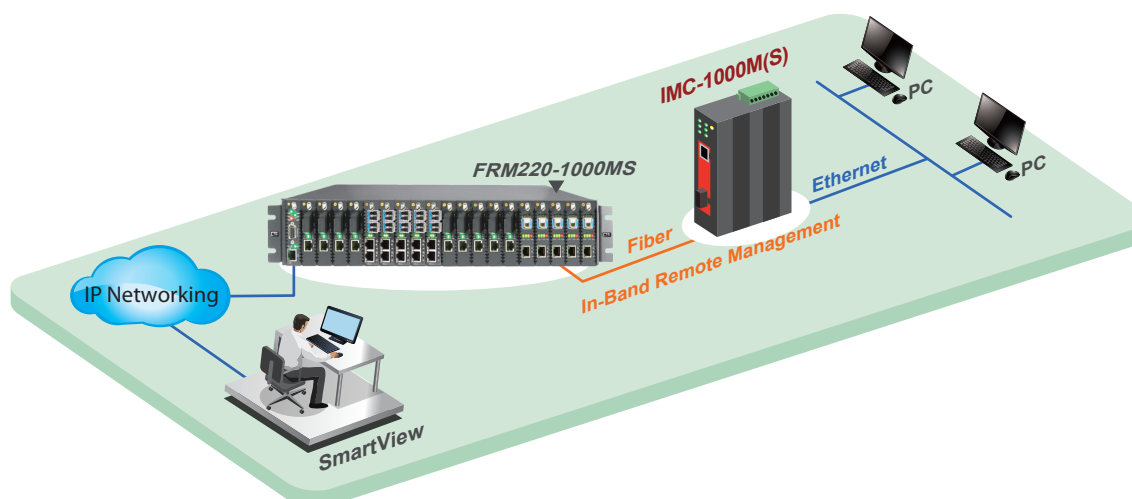 IMC-1000M(S)
PC
FRM220-1000MS
PC
Ethernet
Fiber
In-Band Remote Management
IP Networking
SmartView